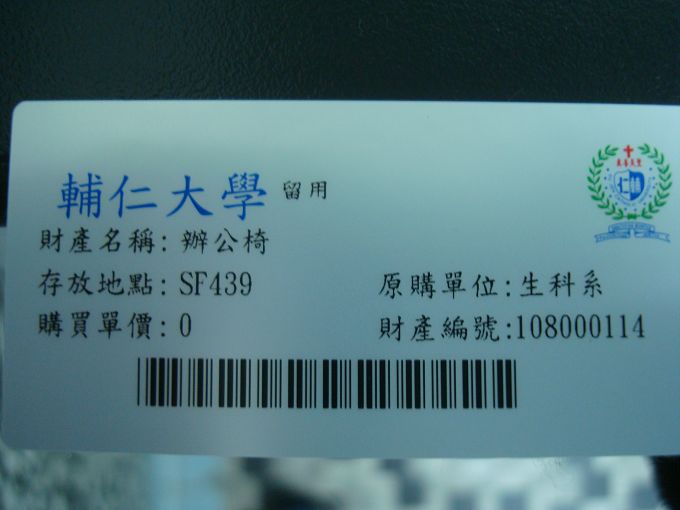 輔仁大學 留用
財產名稱: 辦公椅
存放地點: SF439 原購單位: 生科系
購買單價: 0 財產編號:108000114